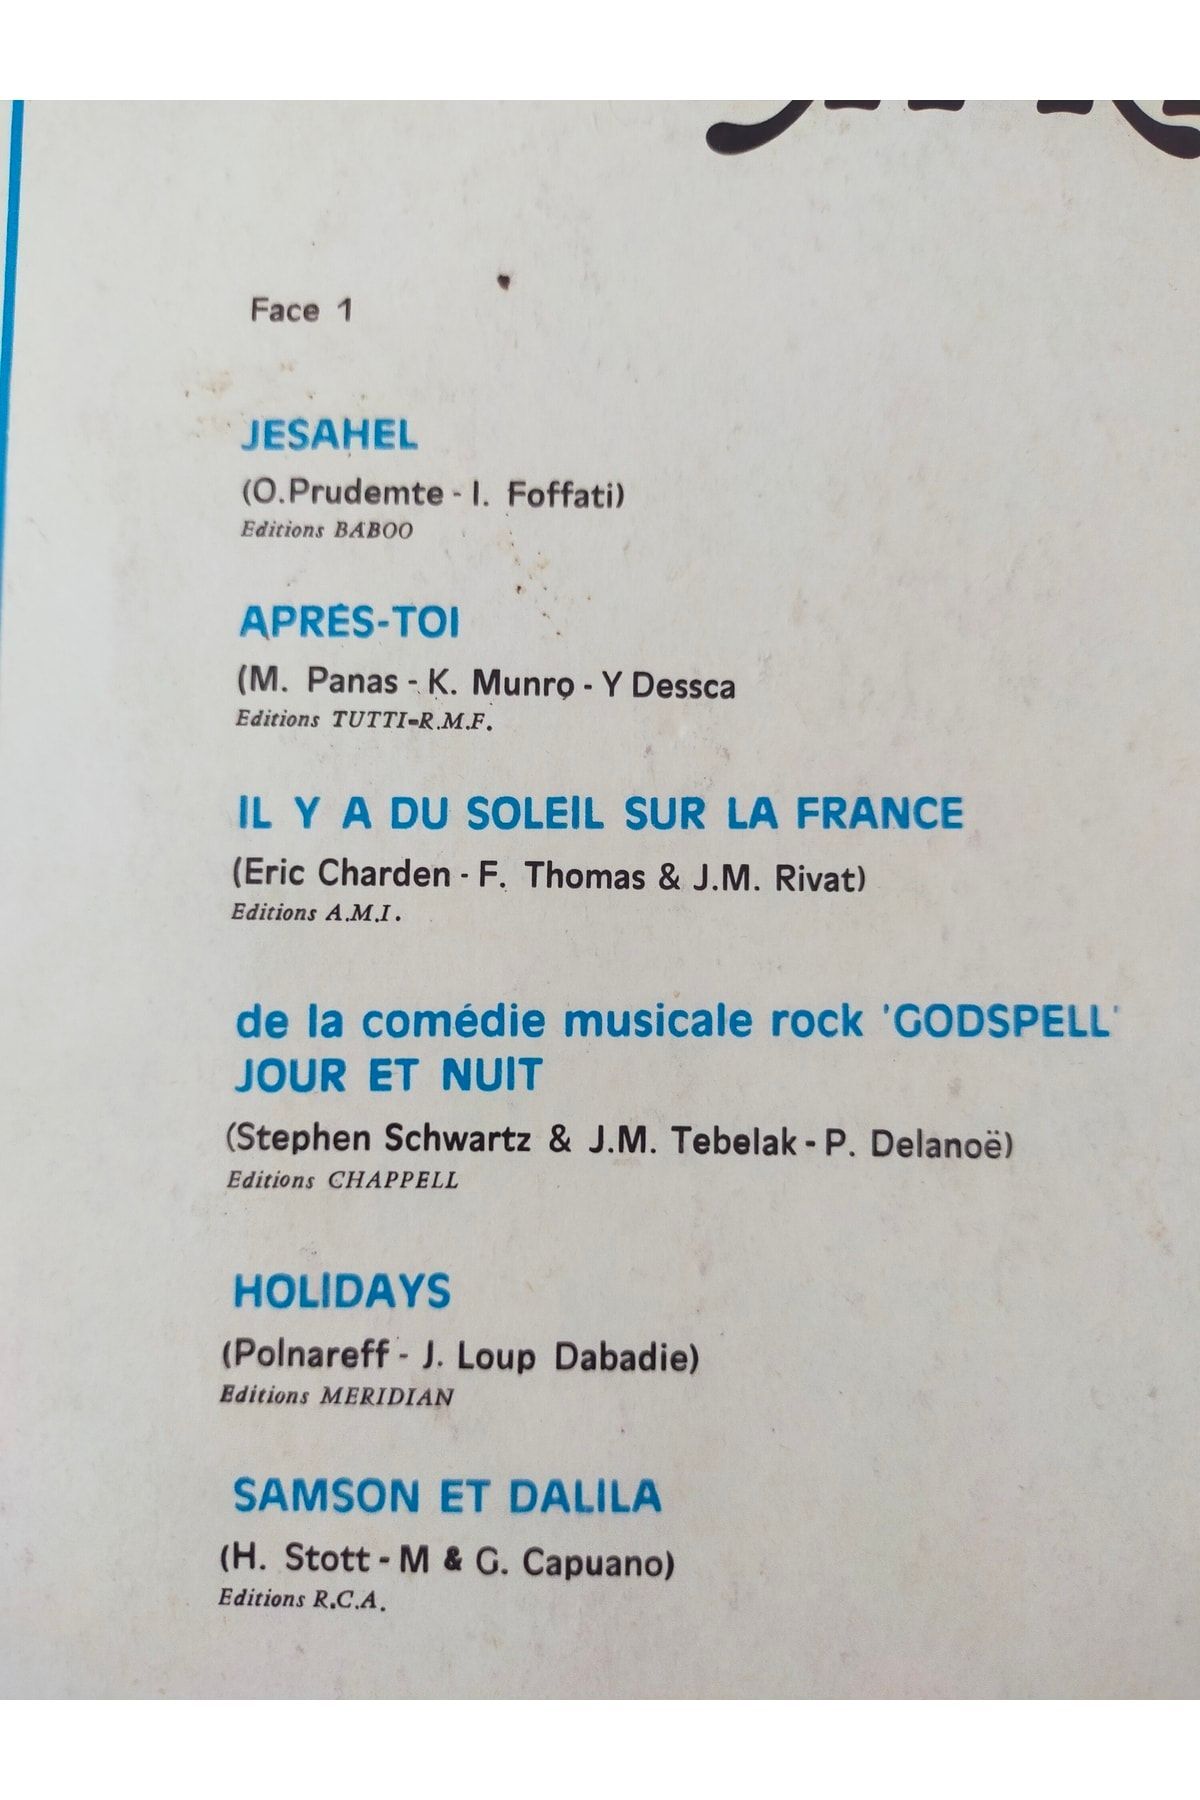 Face 1
JESAHEL
(O.Prudemte - I. Foffati)
Editions BABOO
APRÉS-TOI
(M. Panas - K. Munro - Y Dessca
Editions TUTTI-R.M.F.
IL Y A DU SOLEIL SUR LA FRANCE
(Eric Charden - F. Thomas & J.M. Rivat)
Editions A.M.I.
de la comédie musicale rock 'GODSPELL'
JOUR ET NUIT
(Stephen Schwartz & J.M. Tebelak - P. Delanoë)
Editions CHAPPELL
HOLIDAYS
(Polnareff - J. Loup Dabadie)
Editions MERIDIAN
SAMSON ET DALILA
(H. Stott - M & G. Capuano)
Editions R.C.A.